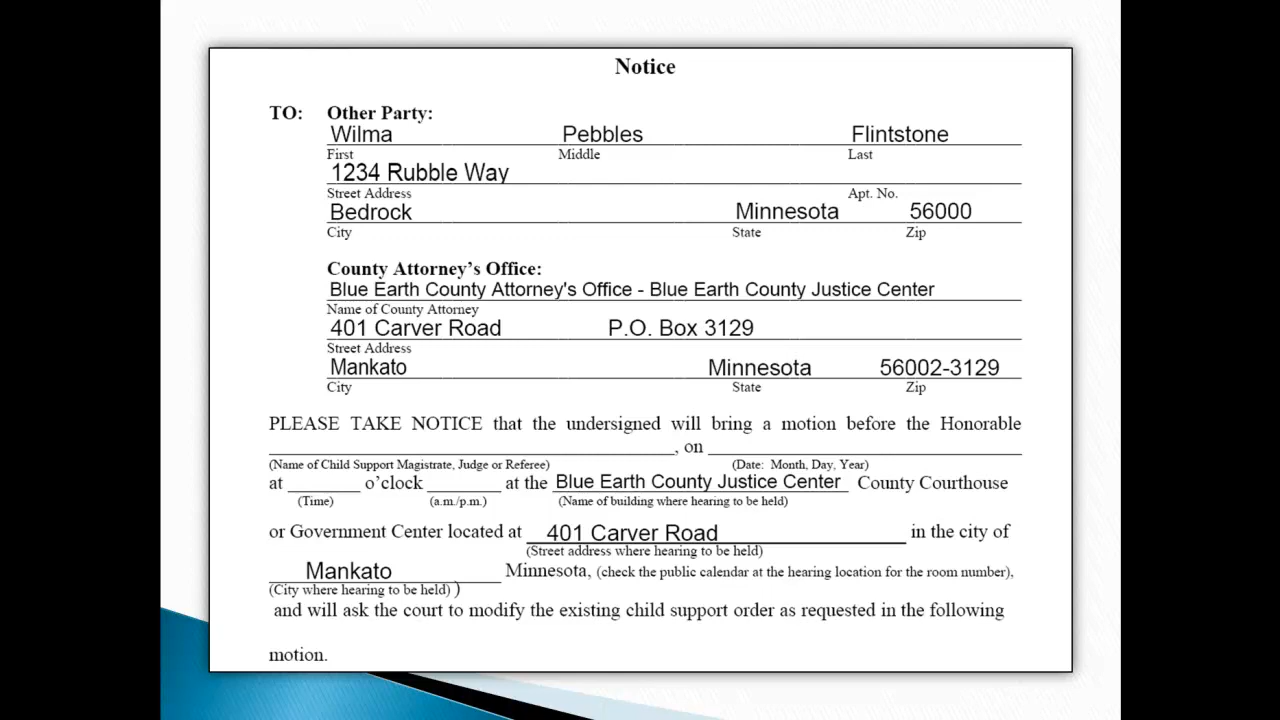 Notice
TO: Other Party:
Wilma Pebbles Flintstone
First Middle Last
1234 Rubble Way
Street Address Apt. No.
Bedrock Minnesota 56000
City State Zip
County Attorney’s Office:
Blue Earth County Attorney's Office - Blue Earth County Justice Center
Name of County Attorney
401 Carver Road P.O. Box 3129
Street Address
Mankato Minnesota 56002-3129
City State Zip
PLEASE TAKE NOTICE that the undersigned will bring a motion before the Honorable
____________________, on ____________________
(Name of Child Support Magistrate, Judge or Referee) (Date: Month, Day, Year)
at ________ o’clock ________ at the Blue Earth County Justice Center County Courthouse
(Time) (a.m./p.m.) (Name of building where hearing to be held)
or Government Center located at 401 Carver Road in the city of
(Street address where hearing to be held)
Mankato Minnesota, (check the public calendar at the hearing location for the room number),
(City where hearing to be held) )
and will ask the court to modify the existing child support order as requested in the following
motion.